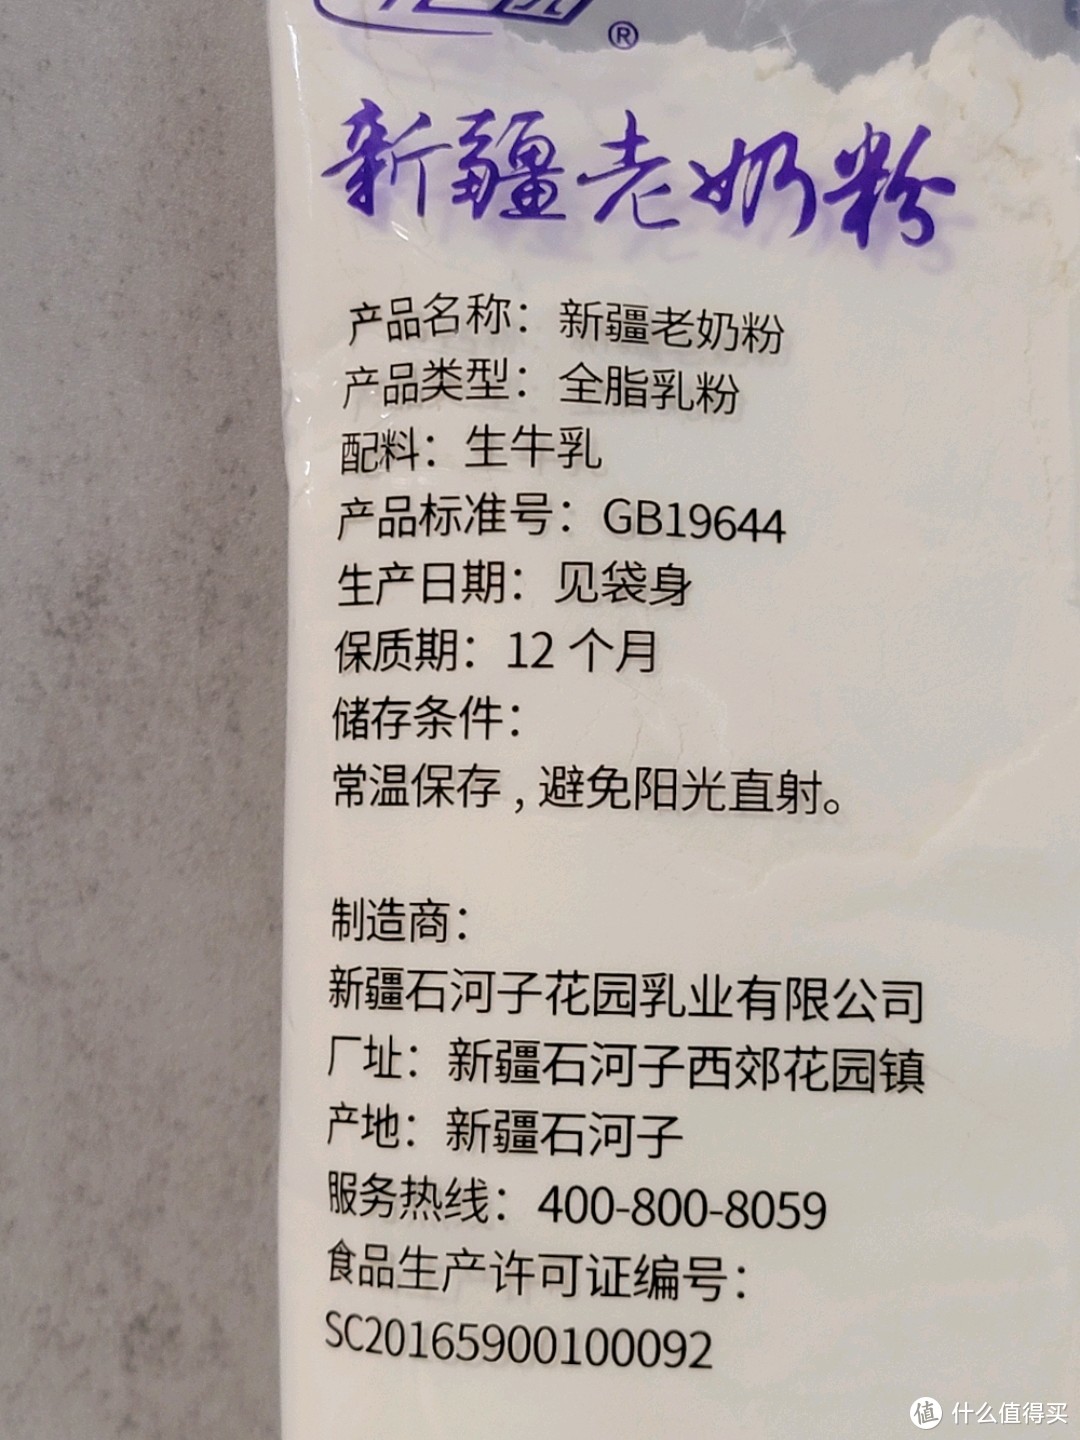 ®
新疆老奶粉
产品名称：新疆老奶粉
产品类型：全脂乳粉
配料：生牛乳
产品标准号：GB19644
生产日期：见袋身
保质期：12 个月
储存条件：
常温保存，避免阳光直射。
制造商：
新疆石河子花园乳业有限公司
厂址：新疆石河子西郊花园镇
产地：新疆石河子
服务热线：400-800-8059
食品生产许可证编号：
SC20165900100092
值 什么值得买